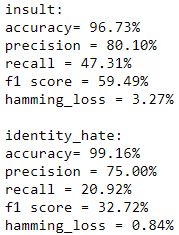 insult:
accuracy= 96.73%
precision = 80.10%
recall = 47.31%
f1 score = 59.49%
hamming_loss = 3.27%

identity_hate:
accuracy= 99.16%
precision = 75.00%
recall = 20.92%
f1 score = 32.72%
hamming_loss = 0.84%